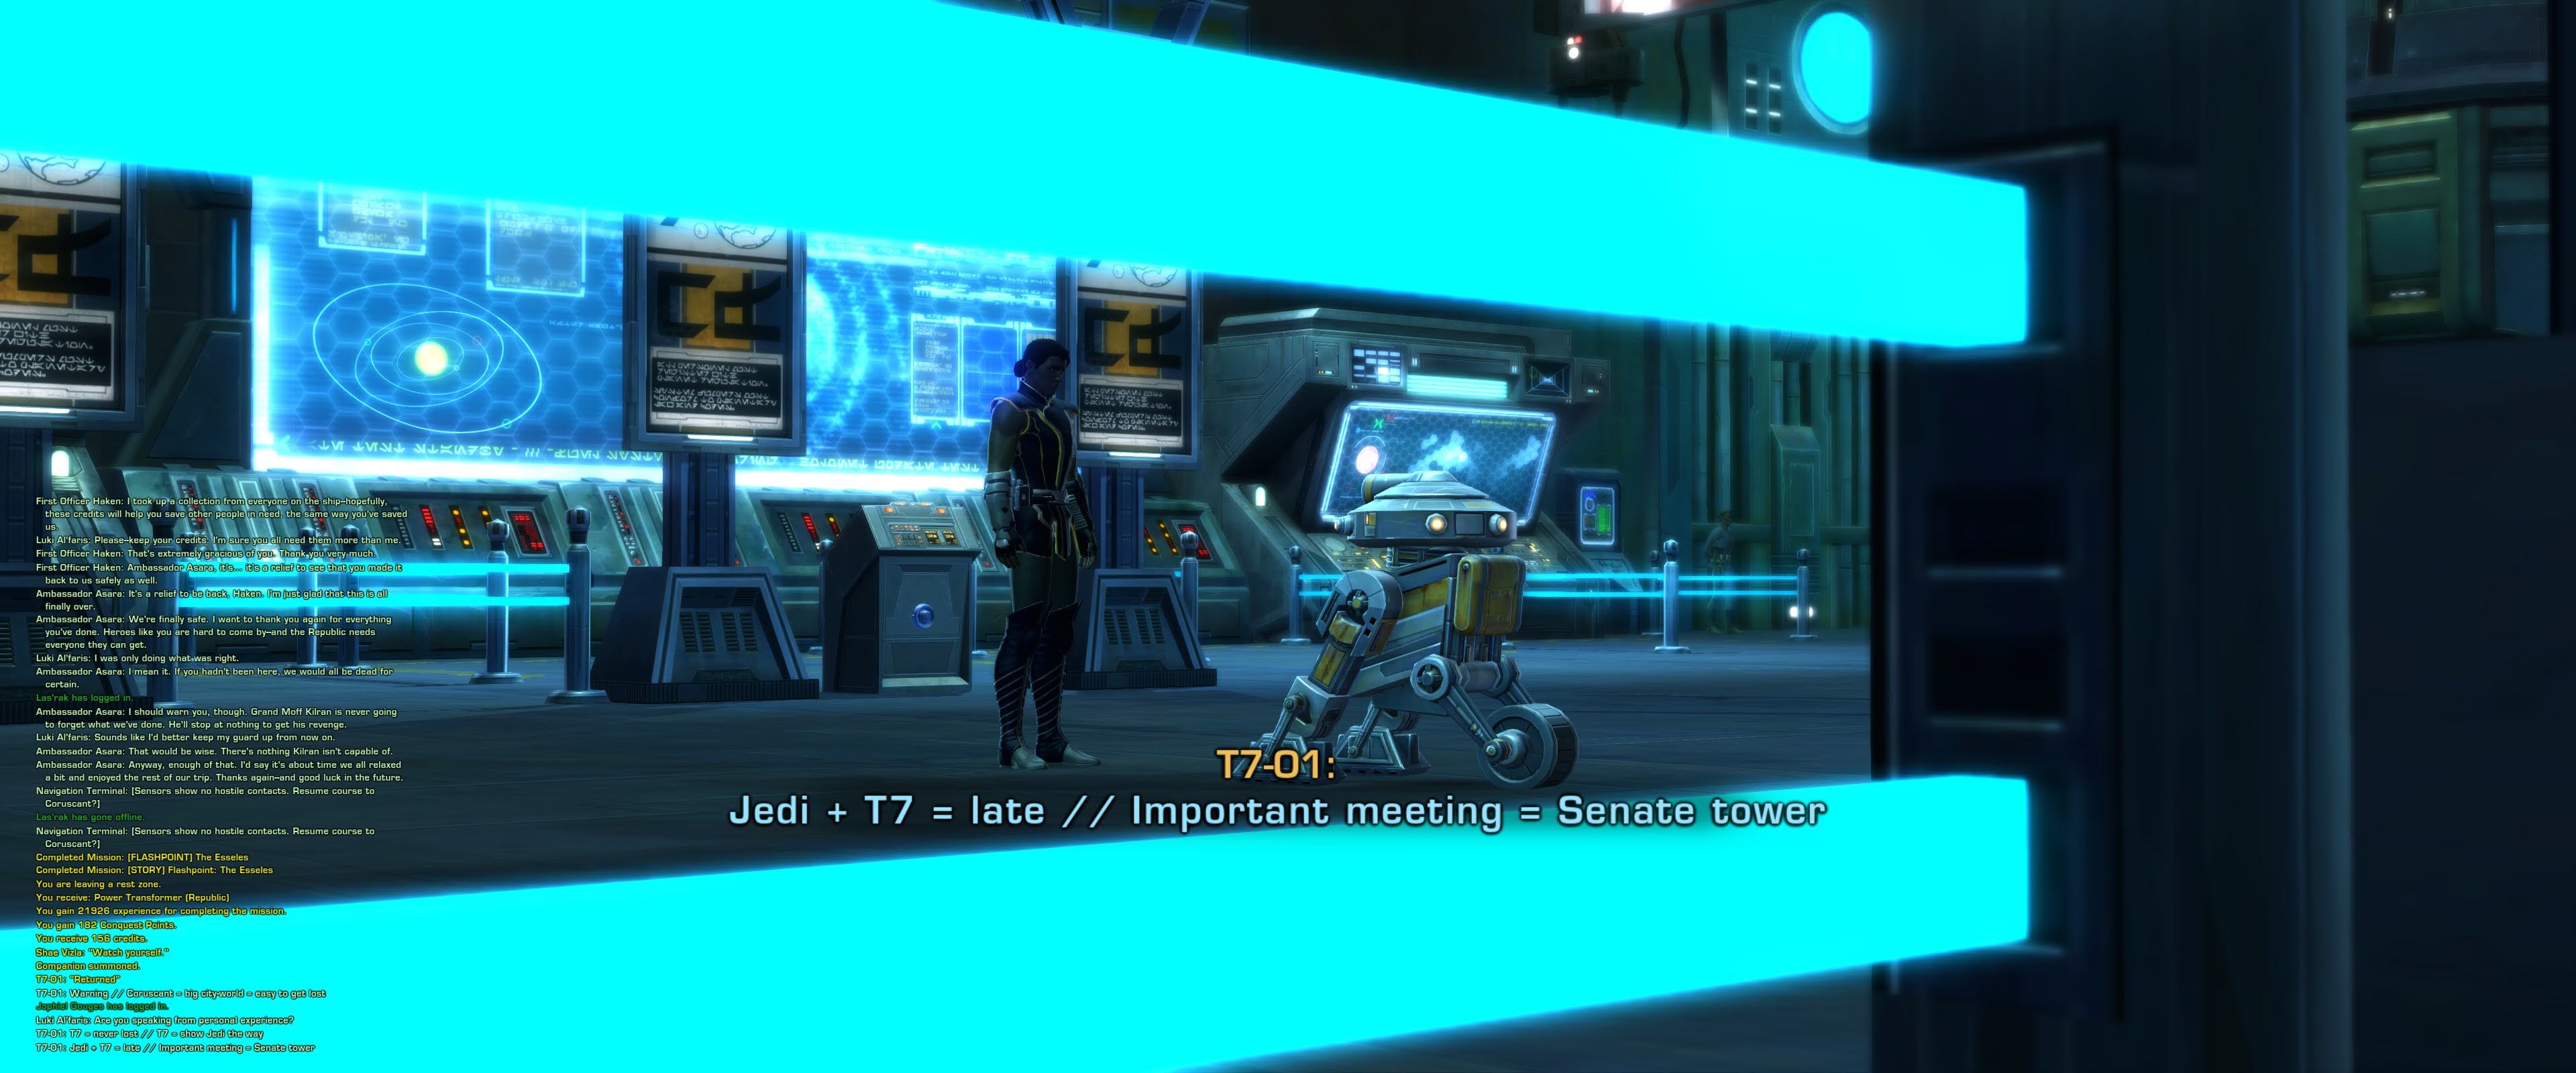 First Officer Haken: I took up a collection from everyone on the ship—hopefully,
these credits will help you save other people in need, the same way you've saved
us.
Luki Al'faris: Please—keep your credits. I'm sure you all need them more than me.
First Officer Haken: That's extremely gracious of you. Thank you very much.
First Officer Haken: Ambassador Asara, it's... it's a relief to see that you made it
back to us safely as well.
Ambassador Asara: It's a relief to be back, Haken. I'm just glad that this is all
finally over.
Ambassador Asara: We're finally safe. I want to thank you again for everything
you've done. Heroes like you are hard to come by—and the Republic needs
everyone they can get.
Luki Al'faris: I was only doing what was right.
Ambassador Asara: I mean it. If you hadn't been here, we would all be dead for
certain.
Las'rak has logged in.
Ambassador Asara: I should warn you, though. Grand Moff Kilran is never going
to forget what we've done. He'll stop at nothing to get his revenge.
Luki Al'faris: Sounds like I'd better keep my guard up from now on.
Ambassador Asara: That would be wise. There's nothing Kilran isn't capable of.
Ambassador Asara: Anyway, enough of that. I'd say it's about time we all relaxed
a bit and enjoyed the rest of our trip. Thanks again—and good luck in the future.
Navigation Terminal: [Sensors show no hostile contacts. Resume course to
Coruscant?]
Las'rak has gone offline.
Navigation Terminal: [Sensors show no hostile contacts. Resume course to
Coruscant?]
Completed Mission: [FLASHPOINT] The Esseles
Completed Mission: [STORY] Flashpoint: The Esseles
You are leaving a rest zone.
You receive: Power Transformer (Republic)
You gain 21926 experience for completing the mission.
You gain 182 Conquest Points.
You receive 156 credits.
Shae Vizla: "Watch yourself."
Companion summoned.
T7-01: "Returned"
T7-01: Warning // Coruscant = big city-world = easy to get lost
has logged in.
Luki Al'faris: Are you speaking from personal experience?
T7-01: T7 = never lost // T7 = show Jedi the way
T7-01: Jedi + T7 = late // Important meeting = Senate tower
T7-01:
Jedi + T7 = late // Important meeting = Senate tower